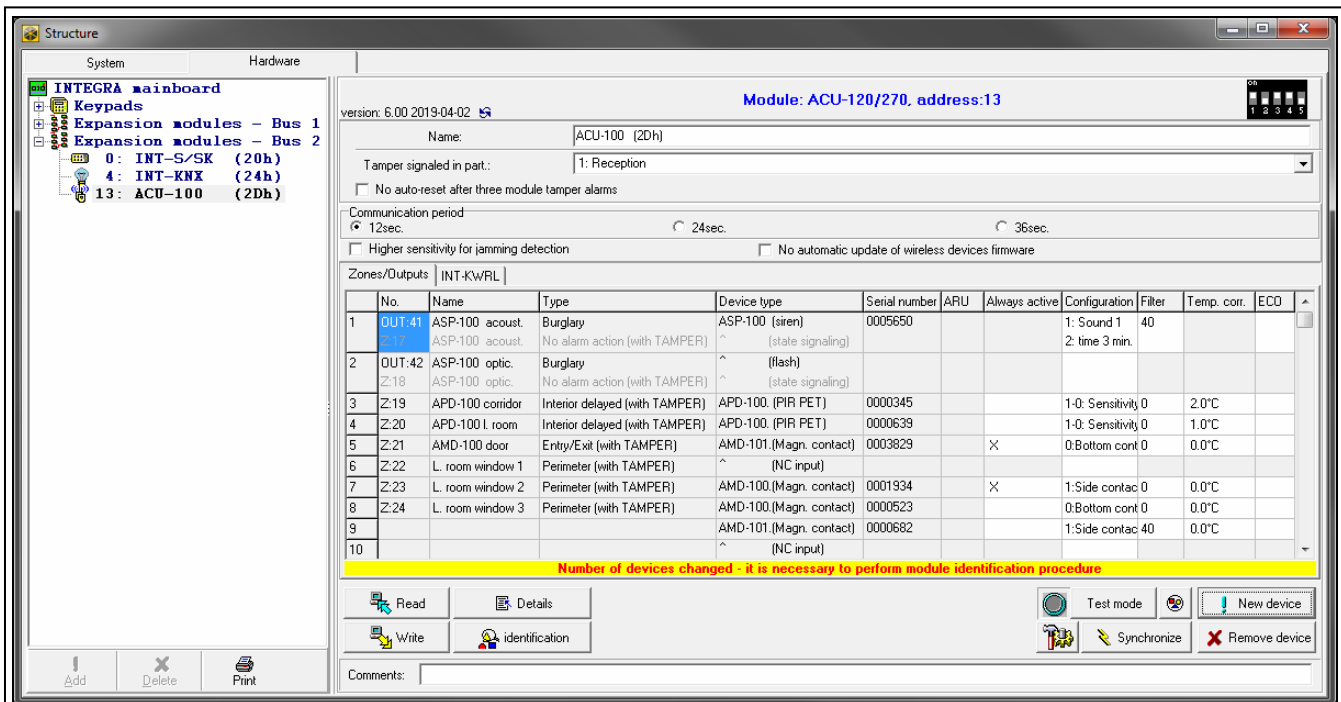 Structure
System Hardware
INTEGRA mainboard
Keypads
Expansion modules - Bus 1
Expansion modules - Bus 2
0: INT-S/SK (20h)
4: INT-KNX (24h)
13: ACU-100 (2Dh)
Add Delete Print
version: 6.00 2019-04-02
Module: ACU-120/270, address:13
on
1 2 3 4 5
Name: ACU-100 (2Dh)
Tamper signaled in part.: 1: Reception
No auto-reset after three module tamper alarms
Communication period
12sec. 24sec. 36sec.
Higher sensitivity for jamming detection No automatic update of wireless devices firmware
Zones/Outputs INT-KWRL
No. Name Type Device type Serial number ARU Always active Configuration Filter Temp. corr. ECO
1 OUT:41 ASP-100 acoust. Burglary ASP-100 (siren) 0005650 1: Sound 1 40
Z:17 ASP-100 acoust. No alarm action (with TAMPER) ^ (state signaling) 2: time 3 min.
2 OUT:42 ASP-100 optic. Burglary ^ (flash)
Z:18 ASP-100 optic. No alarm action (with TAMPER) ^ (state signaling)
3 Z:19 APD-100 corridor Interior delayed (with TAMPER) APD-100. (PIR PET) 0000345 1-0: Sensitivity 0 2.0°C
4 Z:20 APD-100 l. room Interior delayed (with TAMPER) APD-100. (PIR PET) 0000639 1-0: Sensitivity 0 1.0°C
5 Z:21 AMD-100 door Entry/Exit (with TAMPER) AMD-101.(Magn. contact) 0003829 X 0:Bottom cont 0 0.0°C
6 Z:22 L. room window 1 Perimeter (with TAMPER) ^ (NC input)
7 Z:23 L. room window 2 Perimeter (with TAMPER) AMD-100.(Magn. contact) 0001934 X 1:Side contac 0 0.0°C
8 Z:24 L. room window 3 Perimeter (with TAMPER) AMD-100.(Magn. contact) 0000523 0:Bottom cont 0 0.0°C
9 AMD-101.(Magn. contact) 0000682 1:Side contac 40 0.0°C
10 ^ (NC input)
Number of devices changed - it is necessary to perform module identification procedure
Read Details Test mode New device
Write identification Synchronize Remove device
Comments: